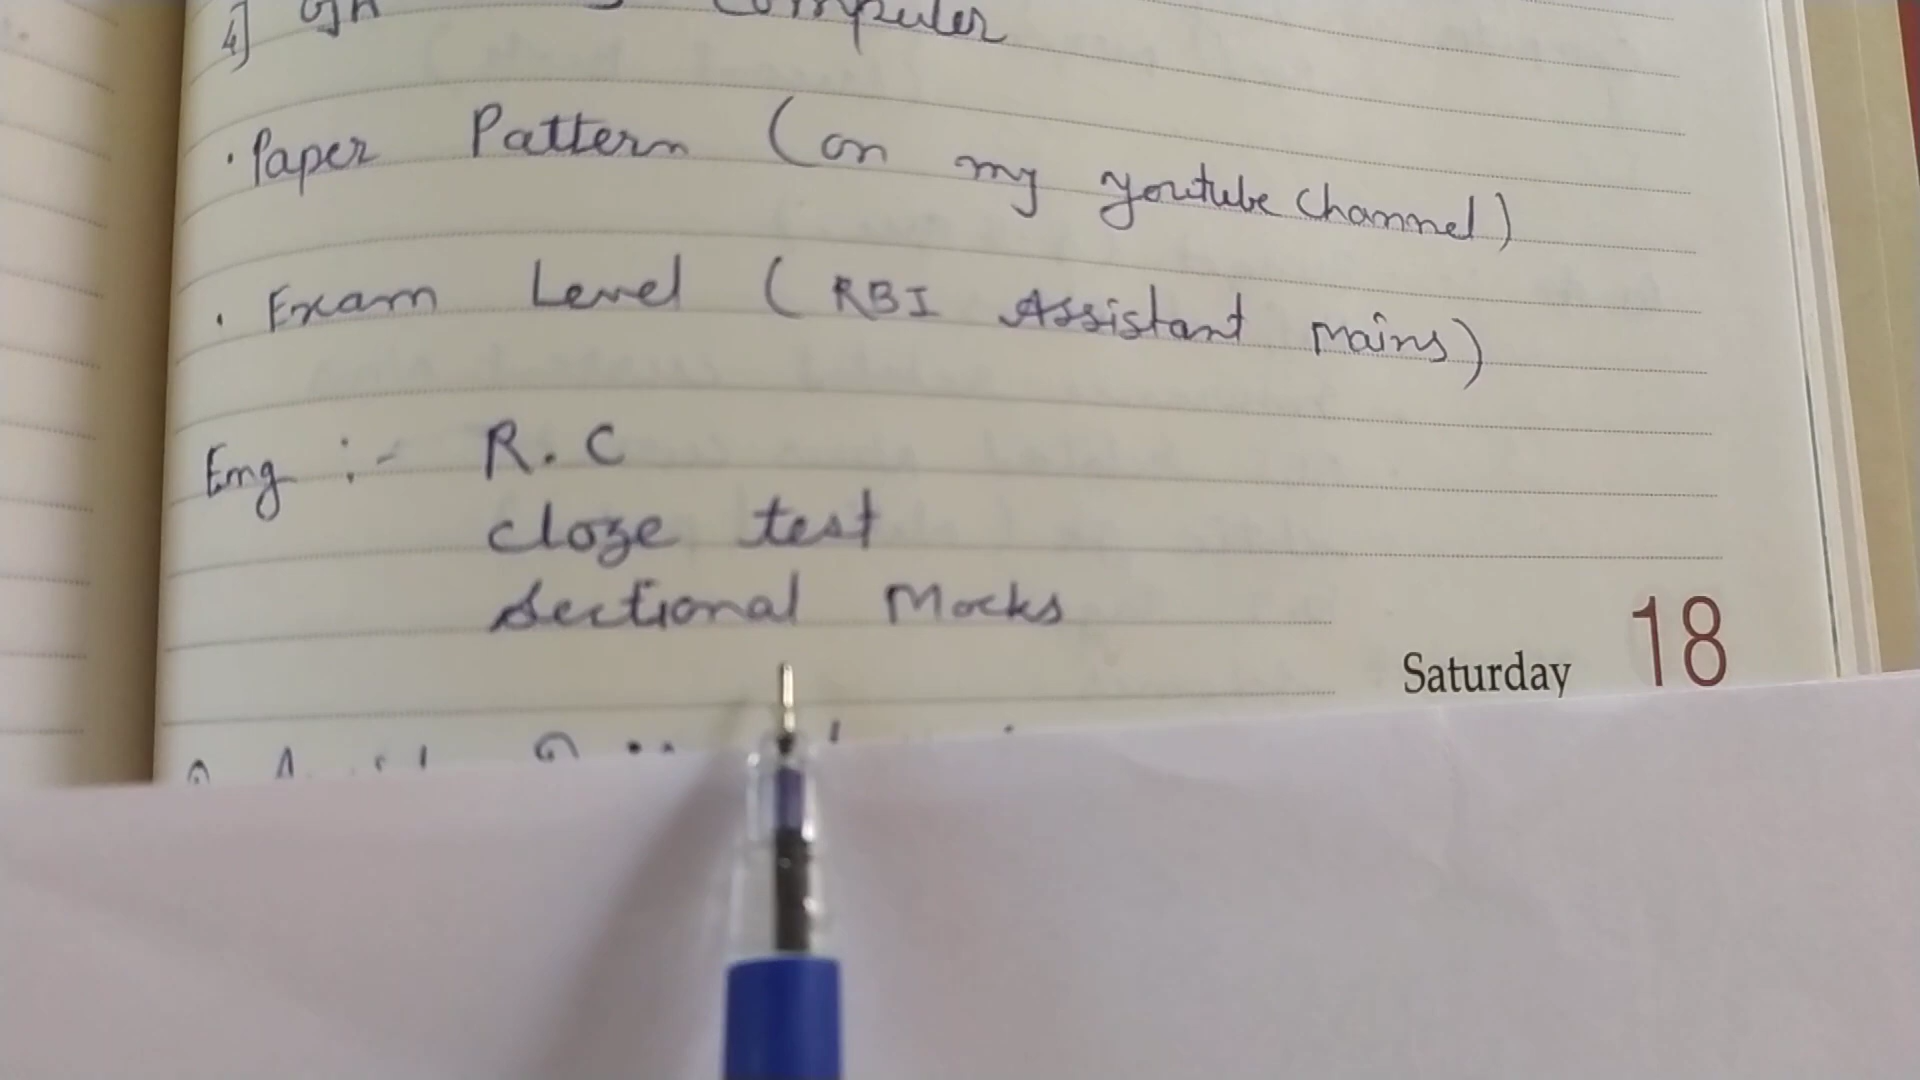 4] GK Computer
• Paper Pattern (on my youtube channel)
• Exam Level (RBI Assistant Mains)
Eng :- R.C
cloze test
Sectional Mocks
Saturday 18